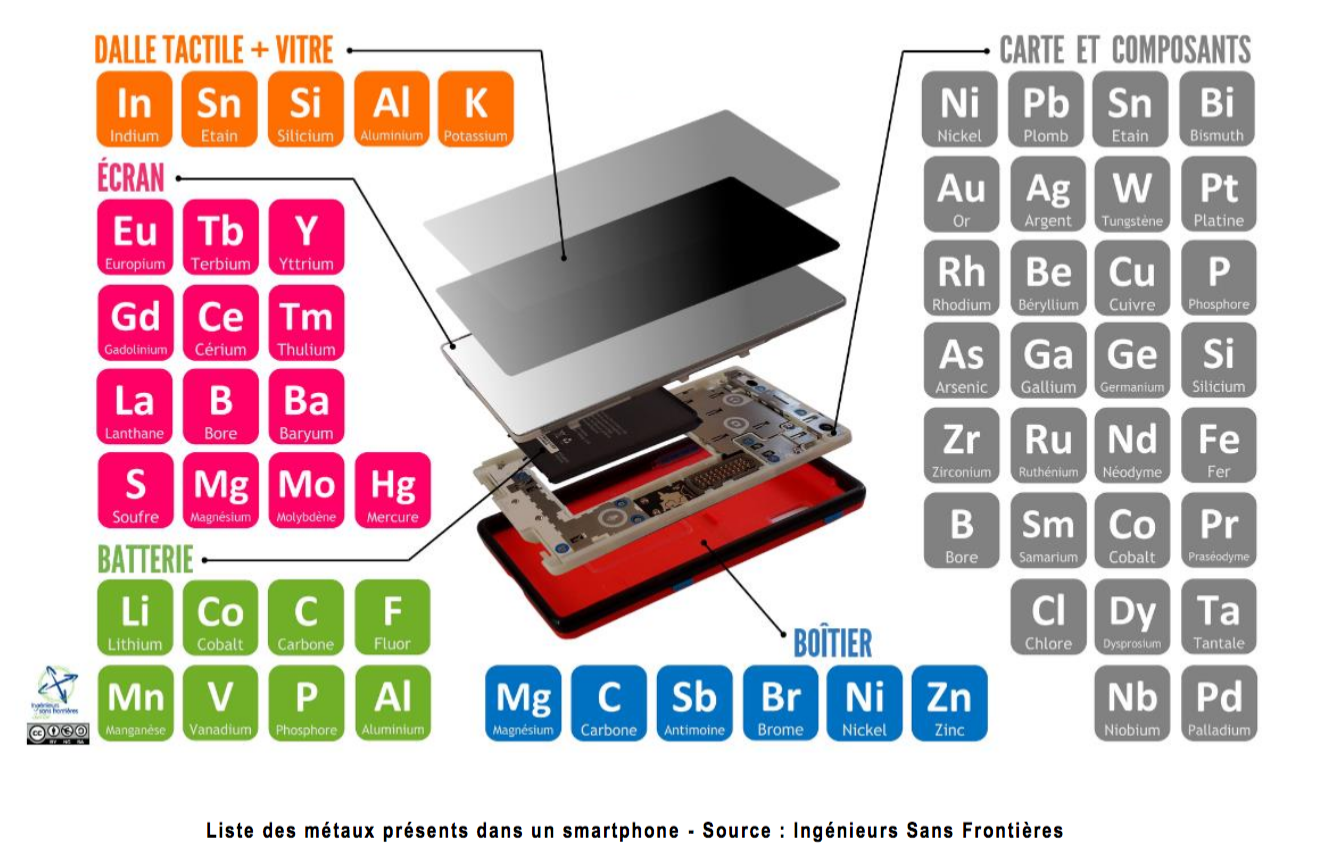 DALLE TACTILE + VITRE
In Sn Si Al K
Indium Etain Silicium Aluminium Potassium
ÉCRAN
Eu Tb Y
Europium Terbium Yttrium
Gd Ce Tm
Gadolinium Cérium Thulium
La B Ba
Lanthane Bore Baryum
S Mg Mo Hg
Soufre Magnésium Molybdène Mercure
BATTERIE
Li Co C F
Lithium Cobalt Carbone Fluor
Mn V P Al
Manganèse Vanadium Phosphore Aluminium
CARTE ET COMPOSANTS
Ni Pb Sn Bi
Nickel Plomb Etain Bismuth
Au Ag W Pt
Or Argent Tungstène Platine
Rh Be Cu P
Rhodium Béryllium Cuivre Phosphore
As Ga Ge Si
Arsenic Gallium Germanium Silicium
Zr Ru Nd Fe
Zirconium Ruthénium Néodyme Fer
B Sm Co Pr
Bore Samarium Cobalt Praséodyme
Cl Dy Ta
Chlore Dysprosium Tantale
Nb Pd
Niobium Palladium
BOÎTIER
Mg C Sb Br Ni Zn
Magnésium Carbone Antimoine Brome Nickel Zinc
Ingénieurs
sans frontières
cc
BY NC SA
Liste des métaux présents dans un smartphone - Source : Ingénieurs Sans Frontières